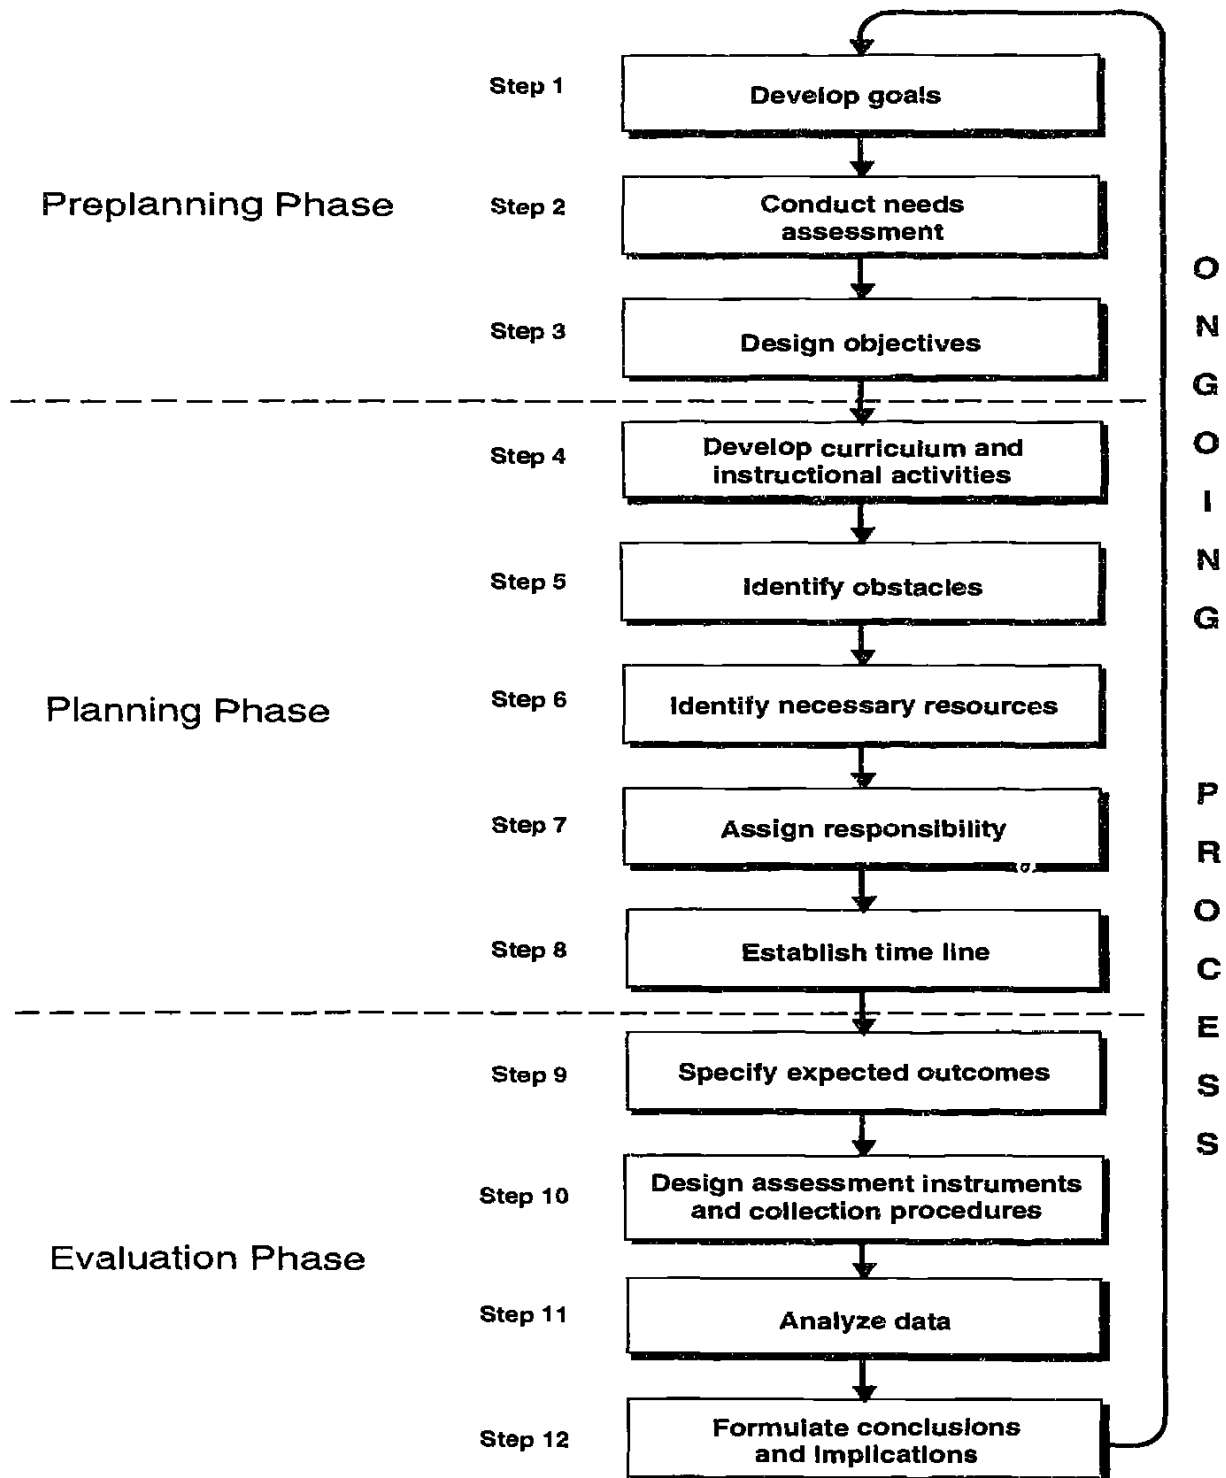 Step 1
Develop goals
Preplanning Phase
Step 2
Conduct needs
assessment
Step 3
Design objectives
Step 4
Develop curriculum and
instructional activities
Step 5
Identify obstacles
Planning Phase
Step 6
Identify necessary resources
Step 7
Assign responsibility
Step 8
Establish time line
Step 9
Specify expected outcomes
Evaluation Phase
Step 10
Design assessment instruments
and collection procedures
Step 11
Analyze data
Step 12
Formulate conclusions
and implications
ONGOING PROCESS